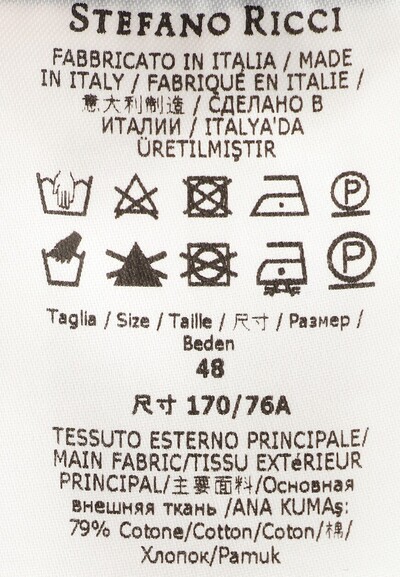 STEFANO RICCI
FABBRICATO IN ITALIA / MADE
IN ITALY / FABRIQUÉ EN ITALIE /
意大利制造 / СДЕЛАНО В
ИТАЛИИ / ITALYA'DA
ÜRETILMIŞTIR
P
P
Taglia / Size / Taille / 尺寸 / Размер /
Beden
48
尺寸 170/76A
TESSUTO ESTERNO PRINCIPALE/
MAIN FABRIC/TISSU EXTéRIEUR
PRINCIPAL/主要面料/Основная
внешняя ткань /ANA KUMAş:
79% Cotone/Cotton/Coton/棉/
Хлопок/Pamuk